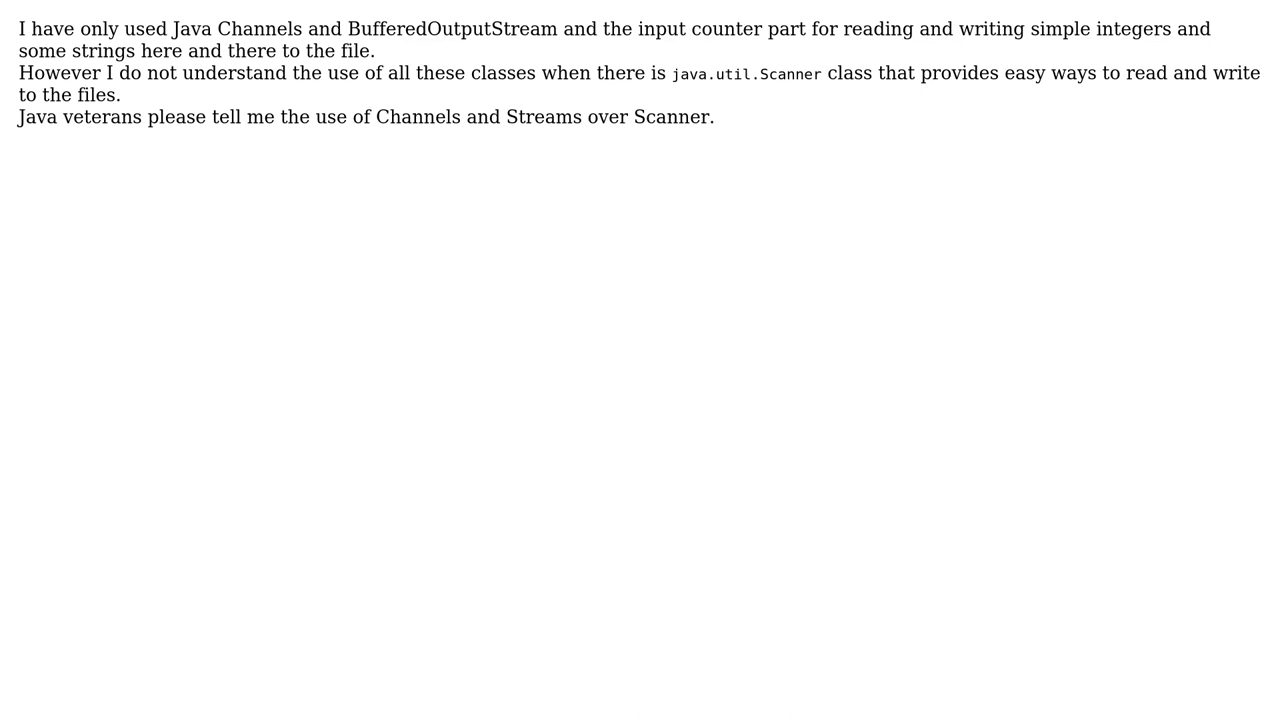 I have only used Java Channels and BufferedOutputStream and the input counter part for reading and writing simple integers and
some strings here and there to the file.
However I do not understand the use of all these classes when there is java.util.Scanner class that provides easy ways to read and write
to the files.
Java veterans please tell me the use of Channels and Streams over Scanner.